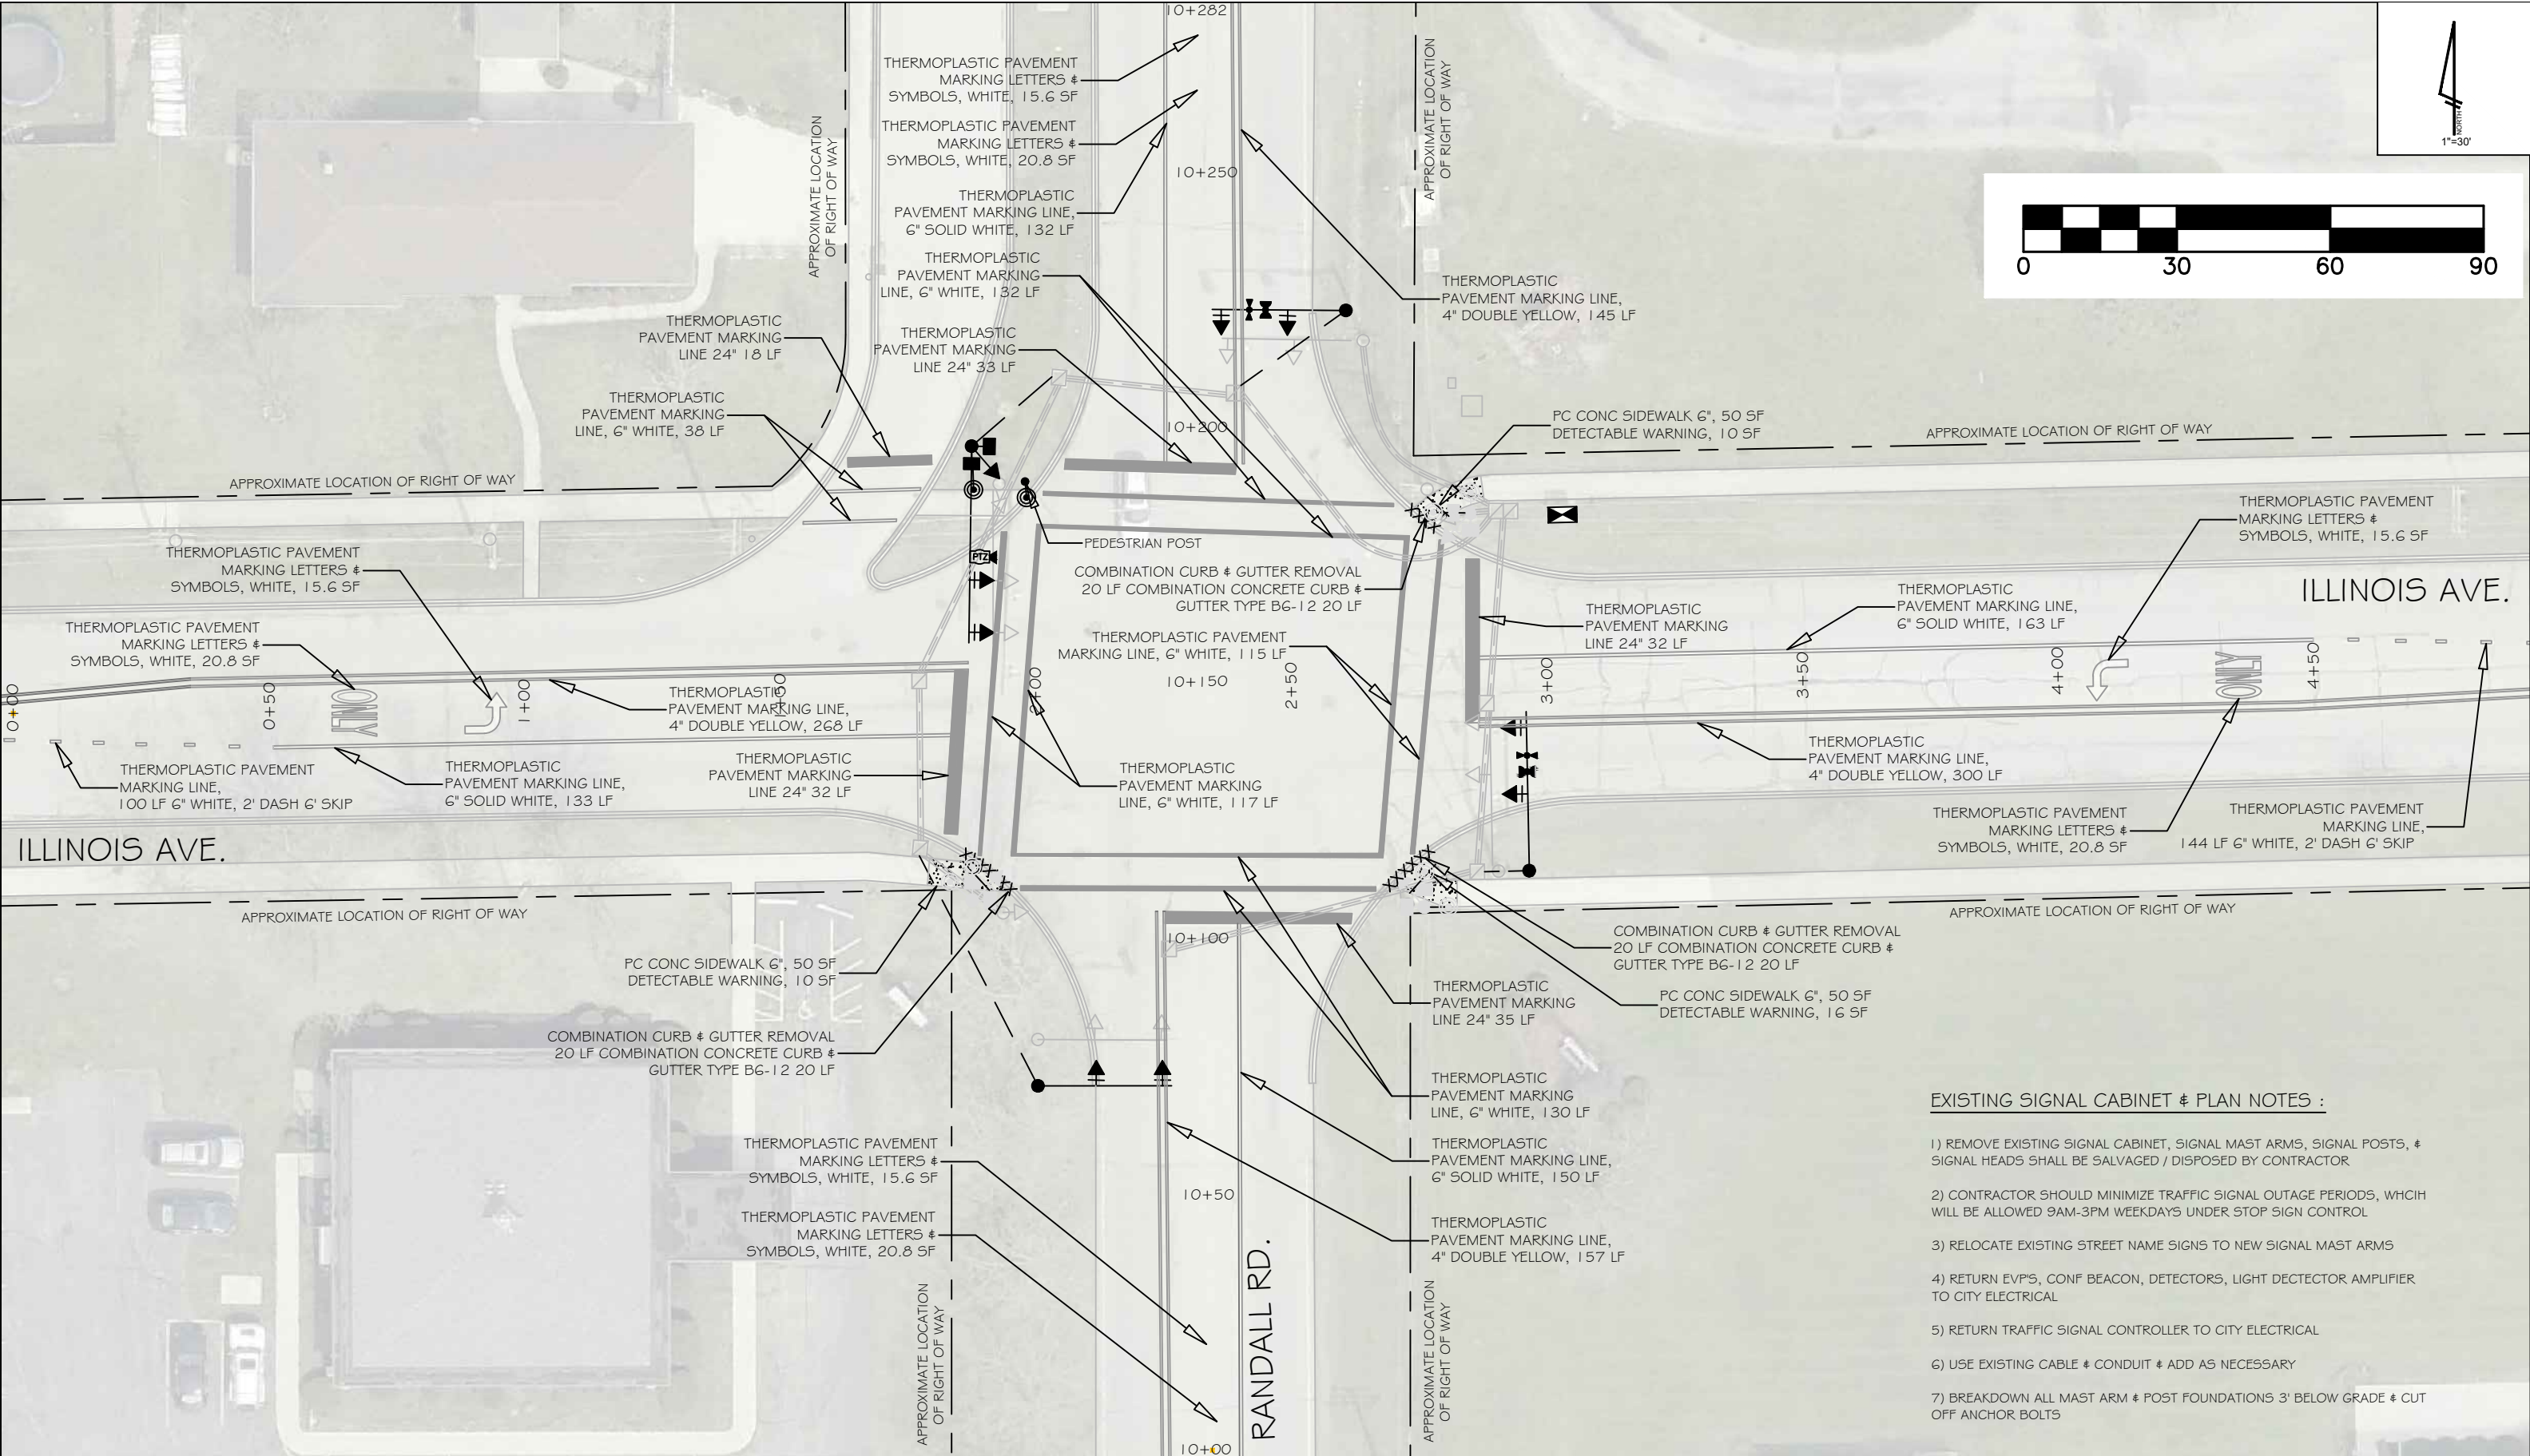 10+282
THERMOPLASTIC PAVEMENT
MARKING LETTERS &
SYMBOLS, WHITE, 15.6 SF
THERMOPLASTIC PAVEMENT
MARKING LETTERS &
SYMBOLS, WHITE, 20.8 SF
10+250
THERMOPLASTIC
PAVEMENT MARKING LINE,
6" SOLID WHITE, 132 LF
THERMOPLASTIC
PAVEMENT MARKING
LINE, 6" WHITE, 132 LF
APPROXIMATE LOCATION
OF RIGHT OF WAY
APPROXIMATE LOCATION
OF RIGHT OF WAY
NORTH
1"=30'
0 30 60 90
THERMOPLASTIC
PAVEMENT MARKING LINE,
4" DOUBLE YELLOW, 145 LF
THERMOPLASTIC
PAVEMENT MARKING
LINE 24" 18 LF
THERMOPLASTIC
PAVEMENT MARKING
LINE 24" 33 LF
THERMOPLASTIC
PAVEMENT MARKING
LINE, 6" WHITE, 38 LF
10+200
PC CONC SIDEWALK 6", 50 SF
DETECTABLE WARNING, 10 SF
APPROXIMATE LOCATION OF RIGHT OF WAY
APPROXIMATE LOCATION OF RIGHT OF WAY
THERMOPLASTIC PAVEMENT
MARKING LETTERS &
SYMBOLS, WHITE, 15.6 SF
THERMOPLASTIC PAVEMENT
MARKING LETTERS &
SYMBOLS, WHITE, 15.6 SF
PEDESTRIAN POST
PTZ
COMBINATION CURB & GUTTER REMOVAL
20 LF COMBINATION CONCRETE CURB &
GUTTER TYPE B6-12 20 LF
ILLINOIS AVE.
THERMOPLASTIC
PAVEMENT MARKING LINE,
6" SOLID WHITE, 163 LF
THERMOPLASTIC
PAVEMENT MARKING
LINE 24" 32 LF
THERMOPLASTIC PAVEMENT
MARKING LETTERS &
SYMBOLS, WHITE, 20.8 SF
THERMOPLASTIC PAVEMENT
MARKING LINE, 6" WHITE, 115 LF
10+150
0+00
0+50
ONLY
1+00
1+50
2+00
2+50
3+00
3+50
4+00
ONLY
4+50
THERMOPLASTIC
PAVEMENT MARKING LINE,
4" DOUBLE YELLOW, 268 LF
THERMOPLASTIC PAVEMENT
MARKING LINE,
100 LF 6" WHITE, 2' DASH 6' SKIP
THERMOPLASTIC
PAVEMENT MARKING LINE,
6" SOLID WHITE, 133 LF
THERMOPLASTIC
PAVEMENT MARKING
LINE 24" 32 LF
THERMOPLASTIC
PAVEMENT MARKING
LINE, 6" WHITE, 117 LF
THERMOPLASTIC
PAVEMENT MARKING LINE,
4" DOUBLE YELLOW, 300 LF
THERMOPLASTIC PAVEMENT
MARKING LETTERS &
SYMBOLS, WHITE, 20.8 SF
THERMOPLASTIC PAVEMENT
MARKING LINE,
144 LF 6" WHITE, 2' DASH 6' SKIP
ILLINOIS AVE.
APPROXIMATE LOCATION OF RIGHT OF WAY
APPROXIMATE LOCATION OF RIGHT OF WAY
10+100
PC CONC SIDEWALK 6", 50 SF
DETECTABLE WARNING, 10 SF
COMBINATION CURB & GUTTER REMOVAL
20 LF COMBINATION CONCRETE CURB &
GUTTER TYPE B6-12 20 LF
THERMOPLASTIC
PAVEMENT MARKING
LINE 24" 35 LF
PC CONC SIDEWALK 6", 50 SF
DETECTABLE WARNING, 16 SF
COMBINATION CURB & GUTTER REMOVAL
20 LF COMBINATION CONCRETE CURB &
GUTTER TYPE B6-12 20 LF
THERMOPLASTIC
PAVEMENT MARKING
LINE, 6" WHITE, 130 LF
THERMOPLASTIC PAVEMENT
MARKING LETTERS &
SYMBOLS, WHITE, 15.6 SF
THERMOPLASTIC
PAVEMENT MARKING LINE,
6" SOLID WHITE, 150 LF
10+50
THERMOPLASTIC PAVEMENT
MARKING LETTERS &
SYMBOLS, WHITE, 20.8 SF
THERMOPLASTIC
PAVEMENT MARKING LINE,
4" DOUBLE YELLOW, 157 LF
APPROXIMATE LOCATION
OF RIGHT OF WAY
RANDALL RD.
APPROXIMATE LOCATION
OF RIGHT OF WAY
10+00
EXISTING SIGNAL CABINET & PLAN NOTES :
1) REMOVE EXISTING SIGNAL CABINET, SIGNAL MAST ARMS, SIGNAL POSTS, &
SIGNAL HEADS SHALL BE SALVAGED / DISPOSED BY CONTRACTOR
2) CONTRACTOR SHOULD MINIMIZE TRAFFIC SIGNAL OUTAGE PERIODS, WHCIH
WILL BE ALLOWED 9AM-3PM WEEKDAYS UNDER STOP SIGN CONTROL
3) RELOCATE EXISTING STREET NAME SIGNS TO NEW SIGNAL MAST ARMS
4) RETURN EVP'S, CONF BEACON, DETECTORS, LIGHT DECTECTOR AMPLIFIER
TO CITY ELECTRICAL
5) RETURN TRAFFIC SIGNAL CONTROLLER TO CITY ELECTRICAL
6) USE EXISTING CABLE & CONDUIT & ADD AS NECESSARY
7) BREAKDOWN ALL MAST ARM & POST FOUNDATIONS 3' BELOW GRADE & CUT
OFF ANCHOR BOLTS